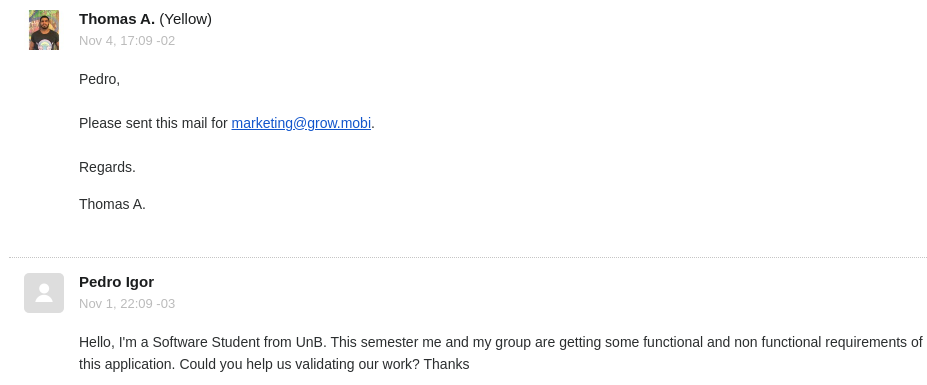 Thomas A. (Yellow)
Nov 4, 17:09 -02
Pedro,
Please sent this mail for marketing@grow.mobi.
Regards.
Thomas A.
Pedro Igor
Nov 1, 22:09 -03
Hello, I'm a Software Student from UnB. This semester me and my group are getting some functional and non functional requirements of
this application. Could you help us validating our work? Thanks